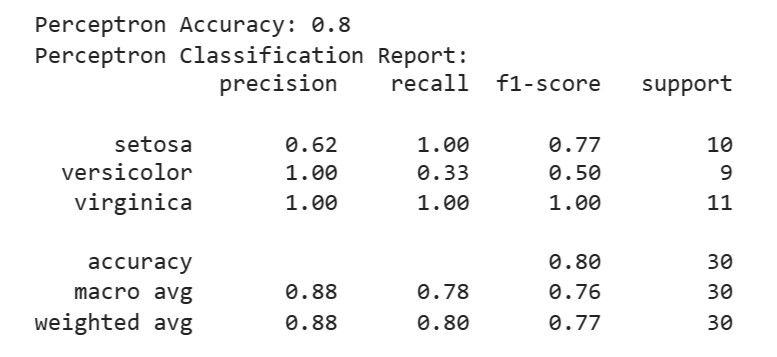 Perceptron Accuracy: 0.8
Perceptron Classification Report:
precision recall f1-score support
setosa 0.62 1.00 0.77 10
versicolor 1.00 0.33 0.50 9
virginica 1.00 1.00 1.00 11
accuracy 0.80 30
macro avg 0.88 0.78 0.76 30
weighted avg 0.88 0.80 0.77 30